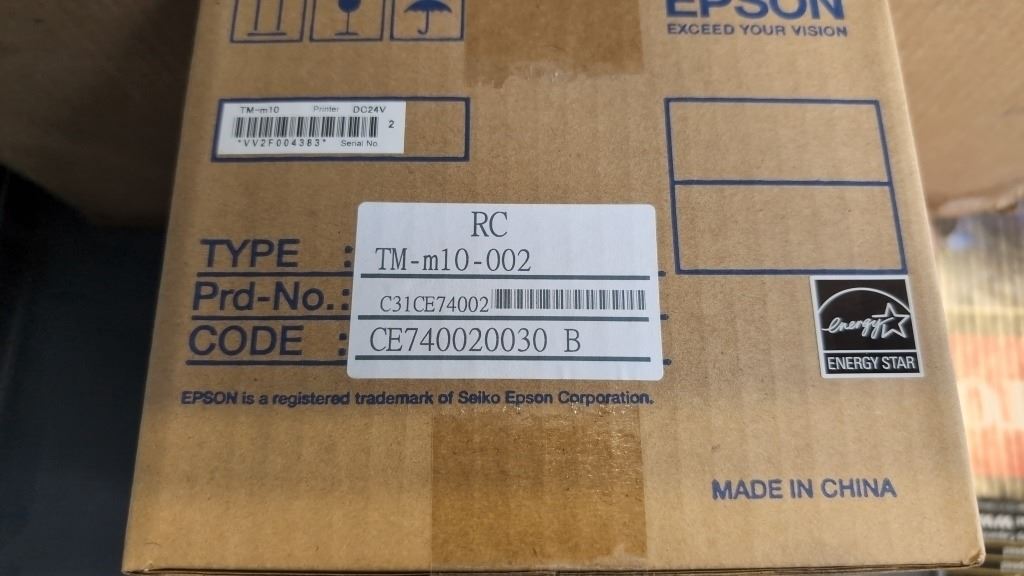 EPSON
EXCEED YOUR VISION
TM-m10 Printer DC24V
2
*VV2F004383* Serial No.
RC
TYPE : TM-m10-002
Prd-No.: C31CE74002
CODE : CE740020030 B
energy
ENERGY STAR
EPSON is a registered trademark of Seiko Epson Corporation.
MADE IN CHINA